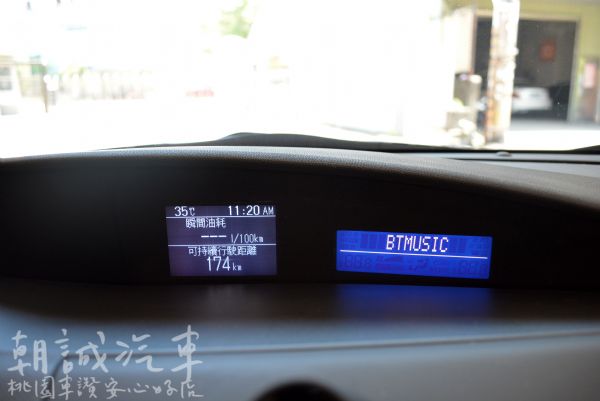 35℃ 11:20 AM
瞬間油耗
--- l/100km
可持續行駛距離
174 km
BTMUSIC
朝誠汽車
桃園車讚安心好店